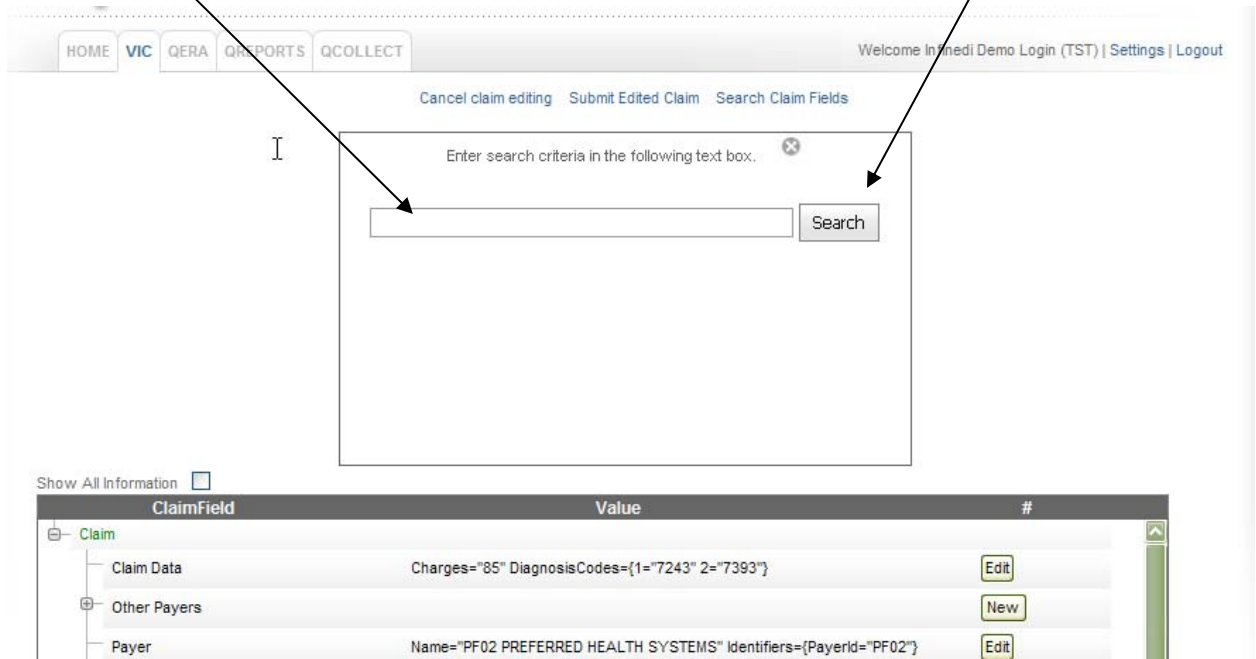 HOME VIC QERA QREPORTS QCOLLECT Welcome Infinedi Demo Login (TST) | Settings | Logout
Cancel claim editing Submit Edited Claim Search Claim Fields
Enter search criteria in the following text box.
Search
Show All Information
ClaimField Value #
Claim
Claim Data Charges="85" DiagnosisCodes={1="7243" 2="7393"} Edit
Other Payers New
Payer Name="PF02 PREFERRED HEALTH SYSTEMS" Identifiers={PayerId="PF02"} Edit